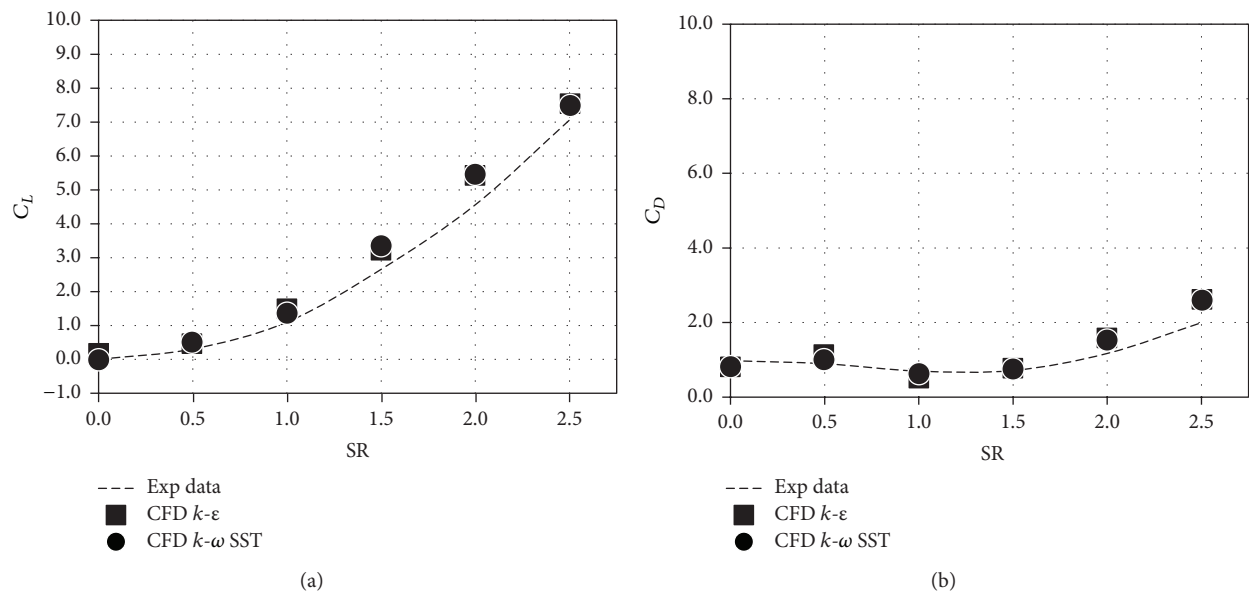 10.0
9.0
8.0
7.0
6.0
5.0
4.0
3.0
2.0
1.0
0.0
−1.0
C_L
0.0 0.5 1.0 1.5 2.0 2.5
SR
Exp data
CFD k-ε
CFD k-ω SST
(a)
10.0
8.0
6.0
4.0
2.0
0.0
C_D
0.0 0.5 1.0 1.5 2.0 2.5
SR
Exp data
CFD k-ε
CFD k-ω SST
(b)